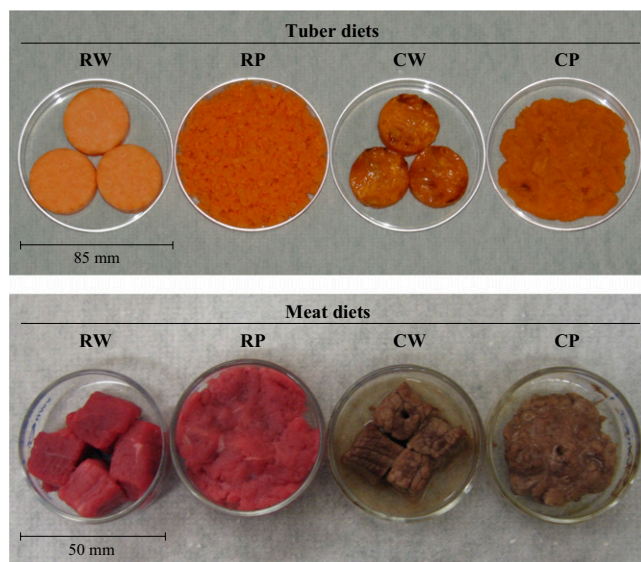 Tuber diets
RW RP CW CP
85 mm
Meat diets
RW RP CW CP
50 mm